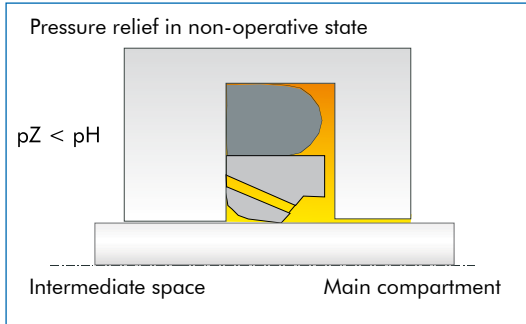 Pressure relief in non-operative state
pZ < pH
Intermediate space
Main compartment